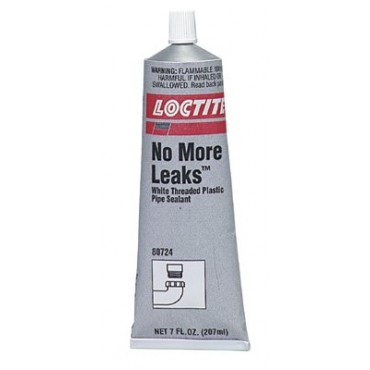 WARNING: FLAMMABLE
HARMFUL IF INHALED OR
SWALLOWED. Read back
LOCTITE
No More
Leaks™
White Threaded Plastic
Pipe Sealant
80724
NET 7 FL.OZ. (207ml)